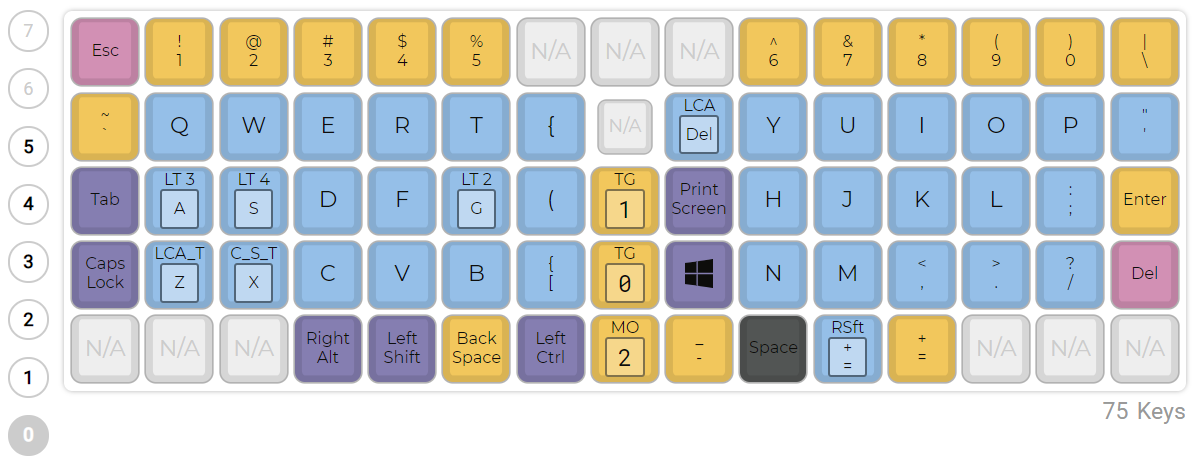 7
6
5
4
3
2
1
0
Esc
!
1
@
2
#
3
$
4
%
5
N/A
N/A
N/A
^
6
&
7
*
8
(
9
)
0
|
\
~
`
Q
W
E
R
T
{
N/A
LCA
Del
Y
U
I
O
P
"
'
Tab
LT 3
A
LT 4
S
D
F
LT 2
G
(
TG
1
Print
Screen
H
J
K
L
:
;
Enter
Caps
Lock
LCA_T
Z
C_S_T
X
C
V
B
{
[
TG
0
N
M
<
,
>
.
?
/
Del
N/A
N/A
N/A
Right
Alt
Left
Shift
Back
Space
Left
Ctrl
MO
2
_
-
Space
RSft
+
=
+
=
N/A
N/A
N/A
75 Keys